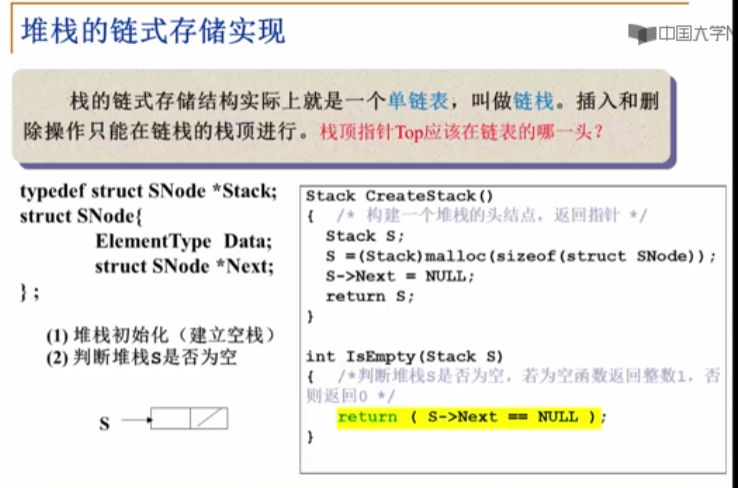 堆栈的链式存储实现
中国大学M
栈的链式存储结构实际上就是一个单链表，叫做链栈。插入和删
除操作只能在链栈的栈顶进行。栈顶指针Top应该在链表的哪一头？
typedef struct SNode *Stack;
struct SNode{
ElementType Data;
struct SNode *Next;
};
(1) 堆栈初始化（建立空栈）
(2) 判断堆栈S是否为空
S
Stack CreateStack()
{ /* 构建一个堆栈的头结点，返回指针 */
Stack S;
S =(Stack)malloc(sizeof(struct SNode));
S->Next = NULL;
return S;
}
int IsEmpty(Stack S)
{ /*判断堆栈S是否为空，若为空函数返回整数1，否
则返回0 */
return ( S->Next == NULL );
}